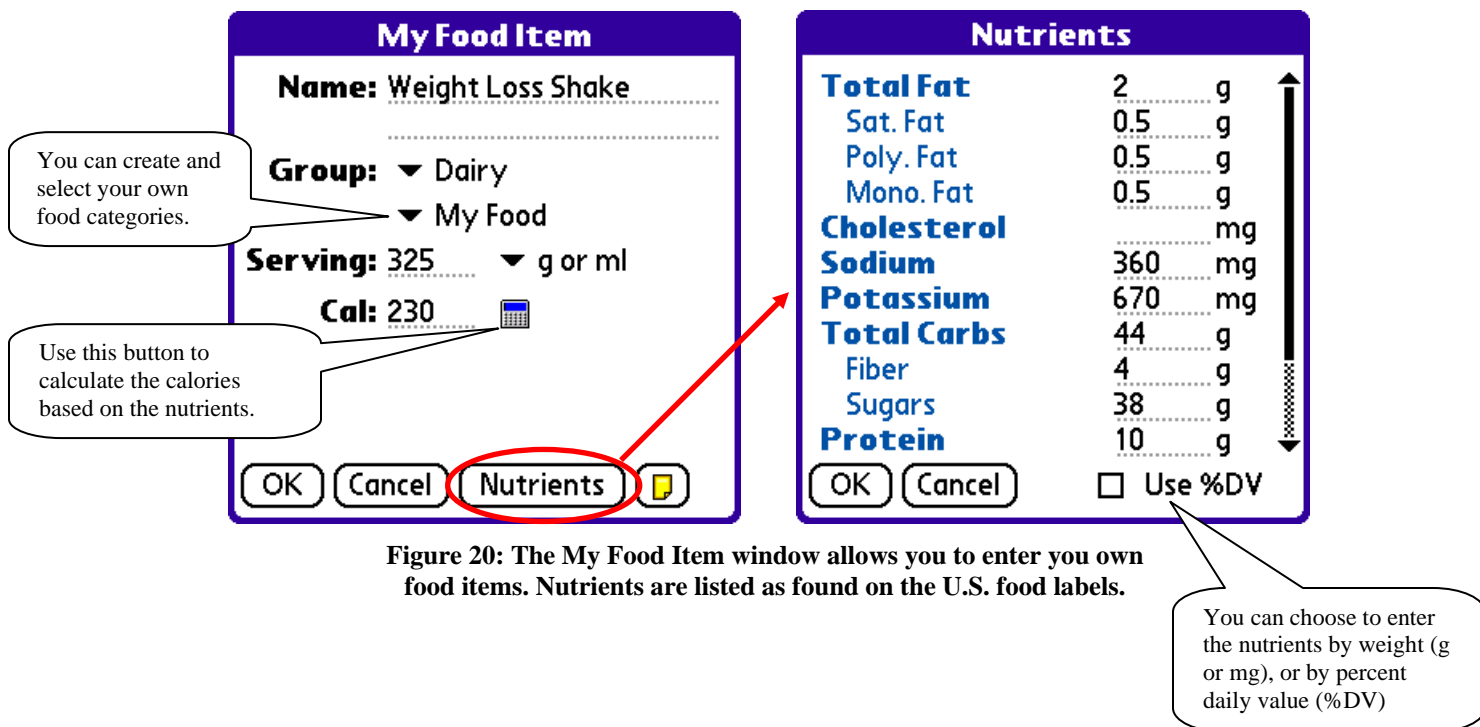 My Food Item
Name: Weight Loss Shake
Group: Dairy
My Food
Serving: 325 g or ml
Cal: 230
OK Cancel Nutrients
You can create and
select your own
food categories.
Use this button to
calculate the calories
based on the nutrients.
Nutrients
Total Fat 2 g
Sat. Fat 0.5 g
Poly. Fat 0.5 g
Mono. Fat 0.5 g
Cholesterol mg
Sodium 360 mg
Potassium 670 mg
Total Carbs 44 g
Fiber 4 g
Sugars 38 g
Protein 10 g
OK Cancel Use %DV
Figure 20: The My Food Item window allows you to enter you own
food items. Nutrients are listed as found on the U.S. food labels.
You can choose to enter
the nutrients by weight (g
or mg), or by percent
daily value (%DV)